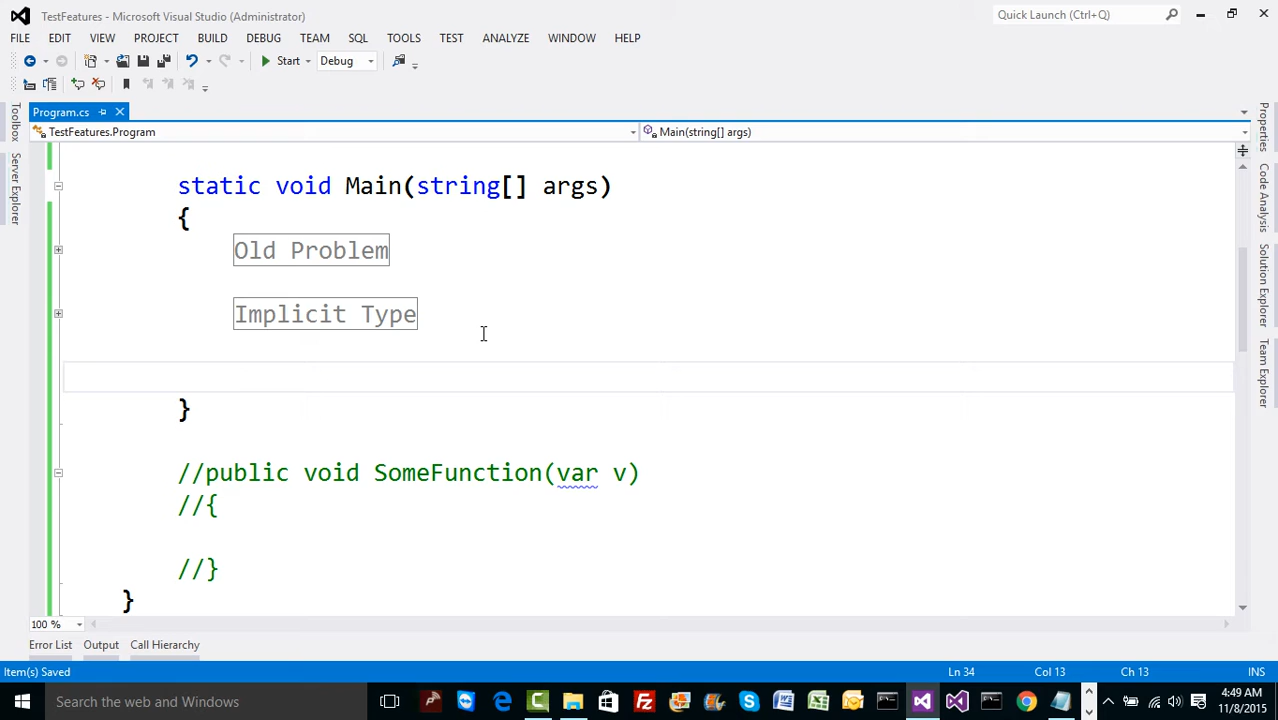 TestFeatures - Microsoft Visual Studio (Administrator)
Quick Launch (Ctrl+Q)
FILE EDIT VIEW PROJECT BUILD DEBUG TEAM SQL TOOLS TEST ANALYZE WINDOW HELP
Start Debug
Program.cs
TestFeatures.Program
Main(string[] args)
Toolbox
Server Explorer
static void Main(string[] args)
{
Old Problem
Implicit Type
}
//public void SomeFunction(var v)
//{
//}
}
Properties
Code Analysis
Solution Explorer
Team Explorer
100 %
Error List Output Call Hierarchy
Item(s) Saved
Ln 34 Col 13 Ch 13 INS
Search the web and Windows
4:49 AM
11/8/2015